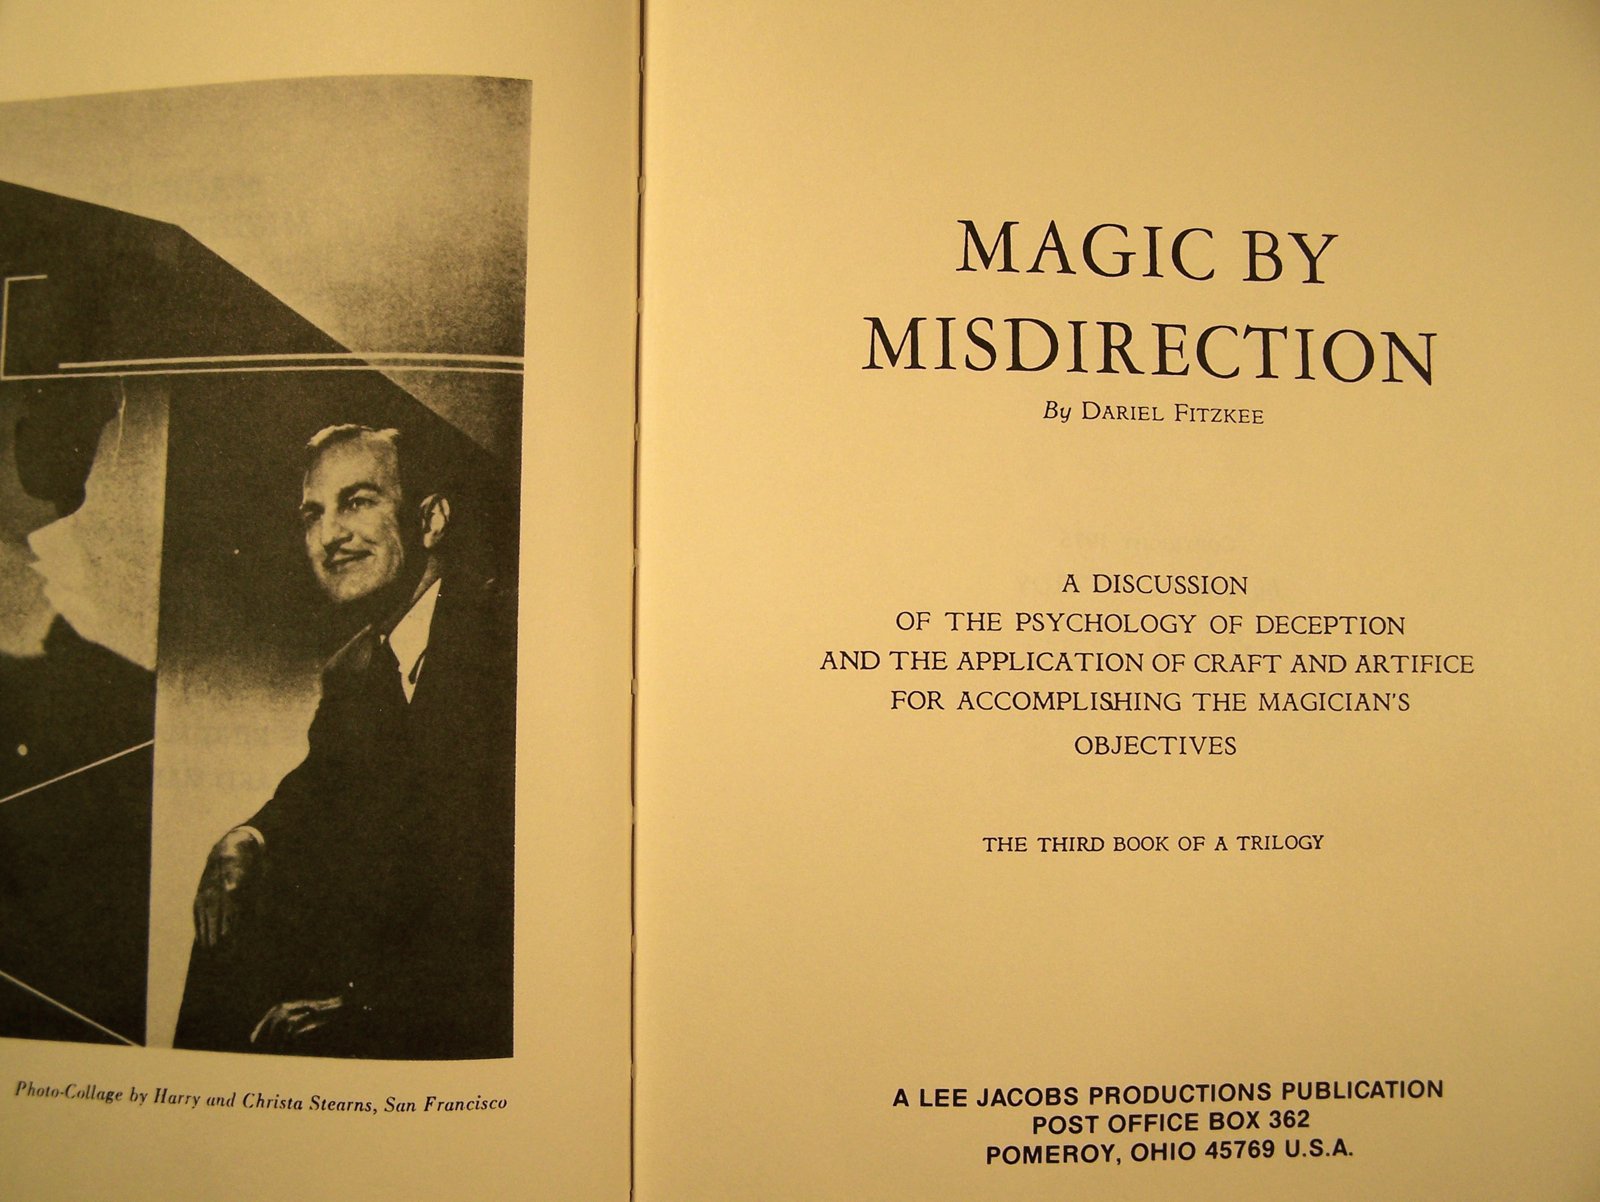 Photo-Collage by Harry and Christa Stearns, San Francisco
MAGIC BY
MISDIRECTION
By DARIEL FITZKEE
A DISCUSSION
OF THE PSYCHOLOGY OF DECEPTION
AND THE APPLICATION OF CRAFT AND ARTIFICE
FOR ACCOMPLISHING THE MAGICIAN'S
OBJECTIVES
THE THIRD BOOK OF A TRILOGY
A LEE JACOBS PRODUCTIONS PUBLICATION
POST OFFICE BOX 362
POMEROY, OHIO 45769 U.S.A.